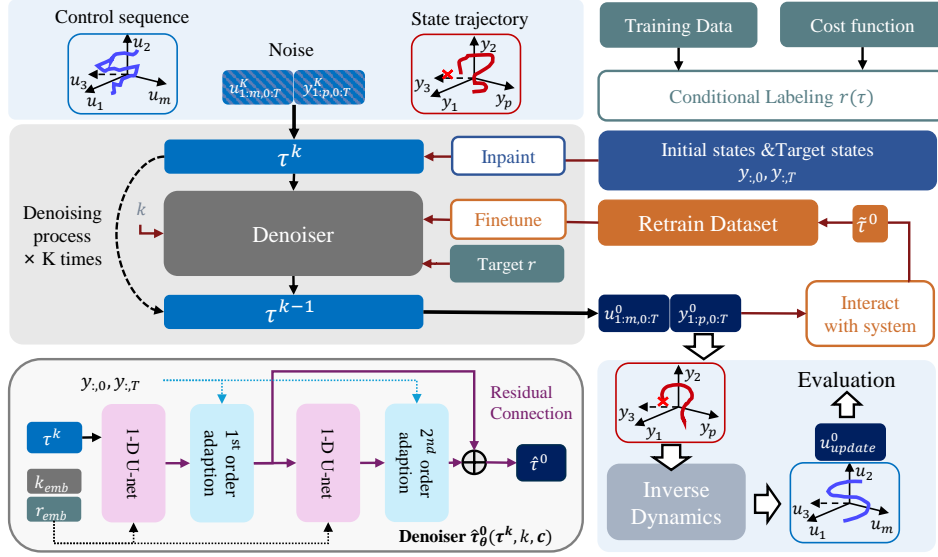 Control sequence
u_2
u_3
u_1
u_m
Noise
u^K_{1:m,0:T} y^K_{1:p,0:T}
State trajectory
y_2
y_3
y_1
y_p
Training Data
Cost function
Conditional Labeling r(τ)
τ^k
Inpaint
Initial states &Target states
y_{:,0}, y_{:,T}
Denoising
process
× K times
k
Denoiser
Finetune
Retrain Dataset
τ̃^0
Target r
τ^{k−1}
u^0_{1:m,0:T} y^0_{1:p,0:T}
Interact
with system
y_{:,0}, y_{:,T}
Residual
Connection
τ^k
k_{emb}
r_{emb}
1-D U-net
1^{st} order
adaption
1-D U-net
2^{nd} order
adaption
τ̂^0
Denoiser τ̂^0_θ(τ^k, k, c)
y_2
y_3
y_1
y_p
Inverse
Dynamics
Evaluation
u^0_{update}
u_2
u_3
u_1
u_m